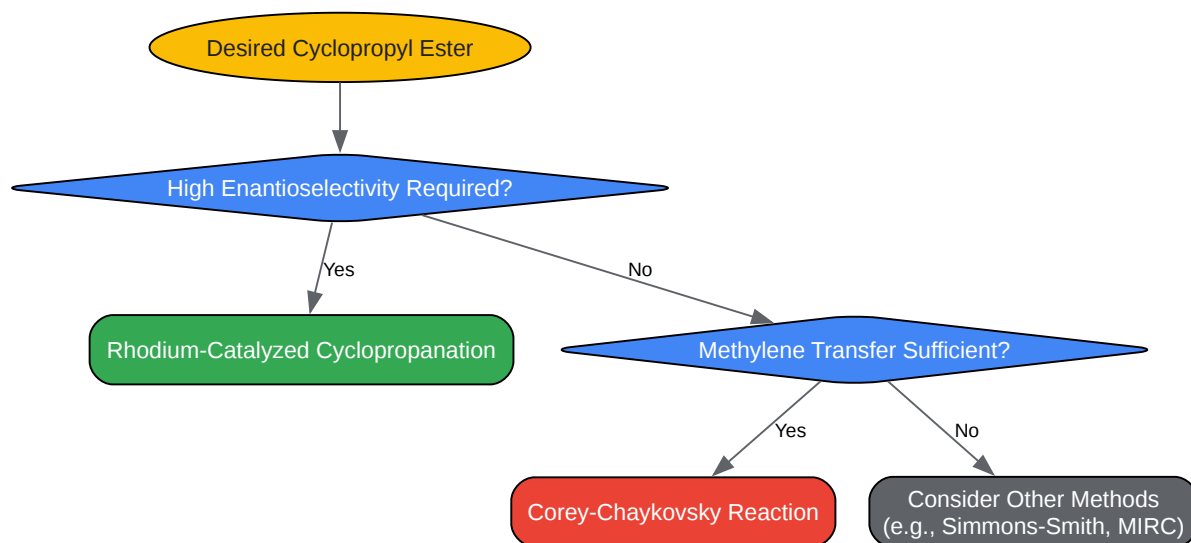 Desired Cyclopropyl Ester
High Enantioselectivity Required?
Yes
No
Rhodium-Catalyzed Cyclopropanation
Methylene Transfer Sufficient?
Yes
No
Corey-Chaykovsky Reaction
Consider Other Methods
(e.g., Simmons-Smith, MIRC)